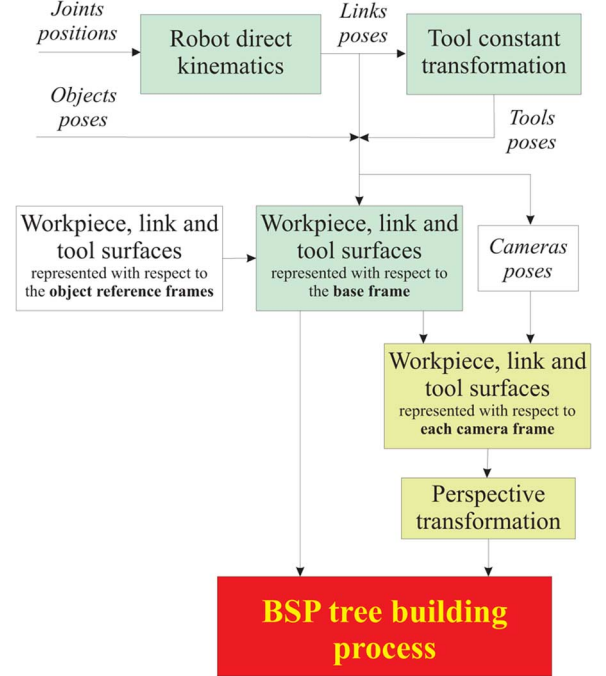 Joints
positions
Robot direct
kinematics
Links
poses
Tool constant
transformation
Objects
poses
Tools
poses
Workpiece, link and
tool surfaces
represented with respect to
the object reference frames
Workpiece, link and
tool surfaces
represented with respect to
the base frame
Cameras
poses
Workpiece, link and
tool surfaces
represented with respect to
each camera frame
Perspective
transformation
BSP tree building
process